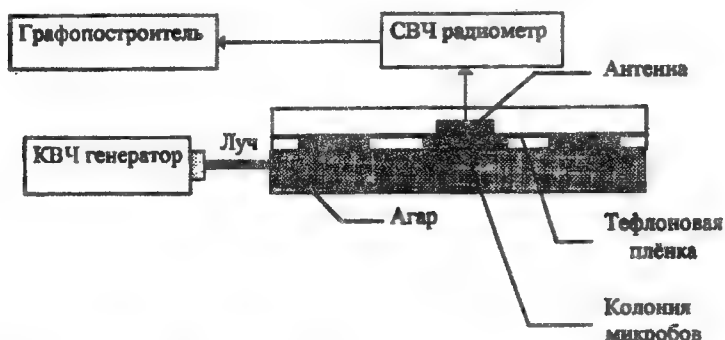 Графопостроитель
СВЧ радиометр
Антенна
КВЧ генератор
Луч
Агар
Тефлоновая
плёнка
Колония
микробов